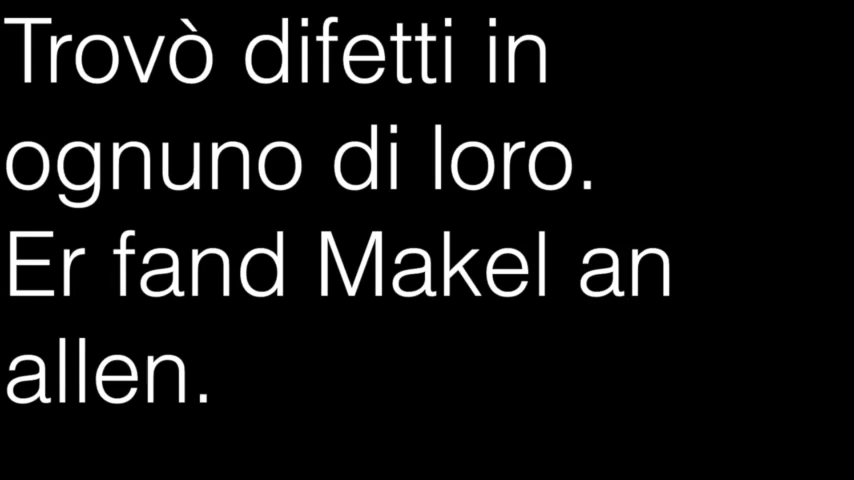 Trovò difetti in
ognuno di loro.
Er fand Makel an
allen.